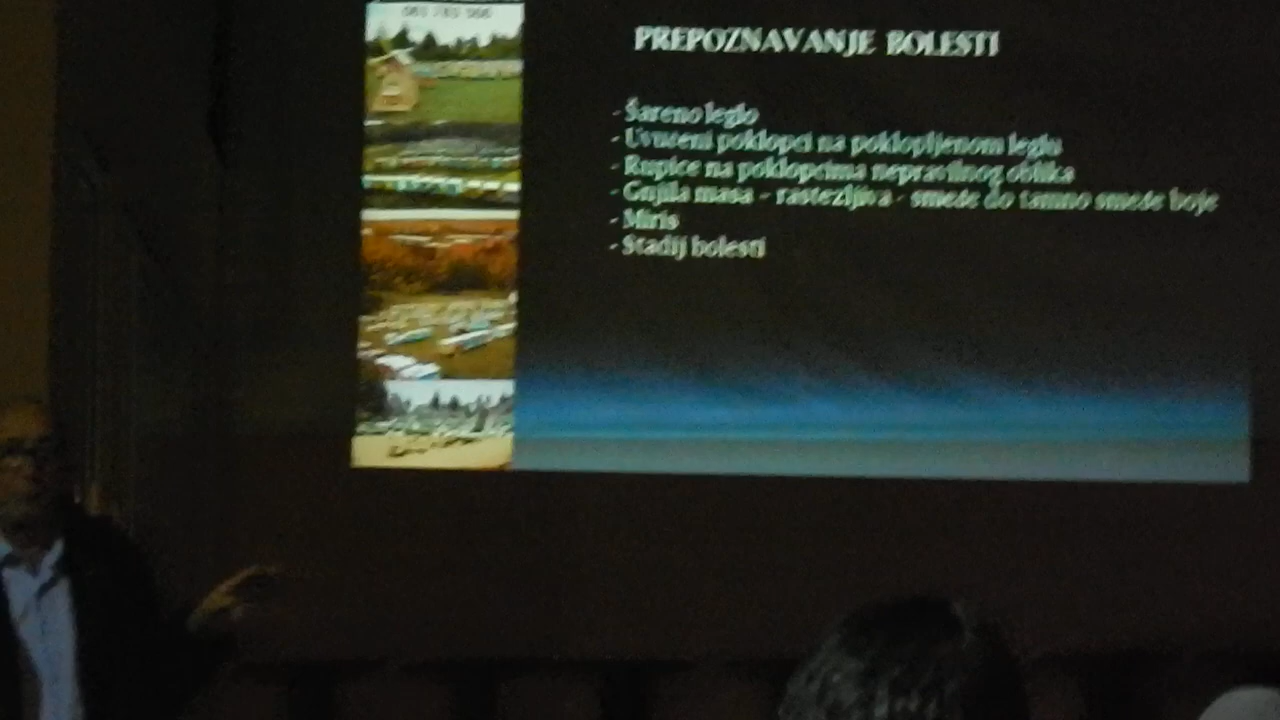 PREPOZNAVANJE BOLESTI
- Šareno leglo
- Uvučeni poklopci na poklopljenom leglu
- Rupice na poklopcima nepravilnog oblika
- Gnjila masa - rastezljiva - smeđe do tamno smeđe boje
- Miris
- Stadij bolesti